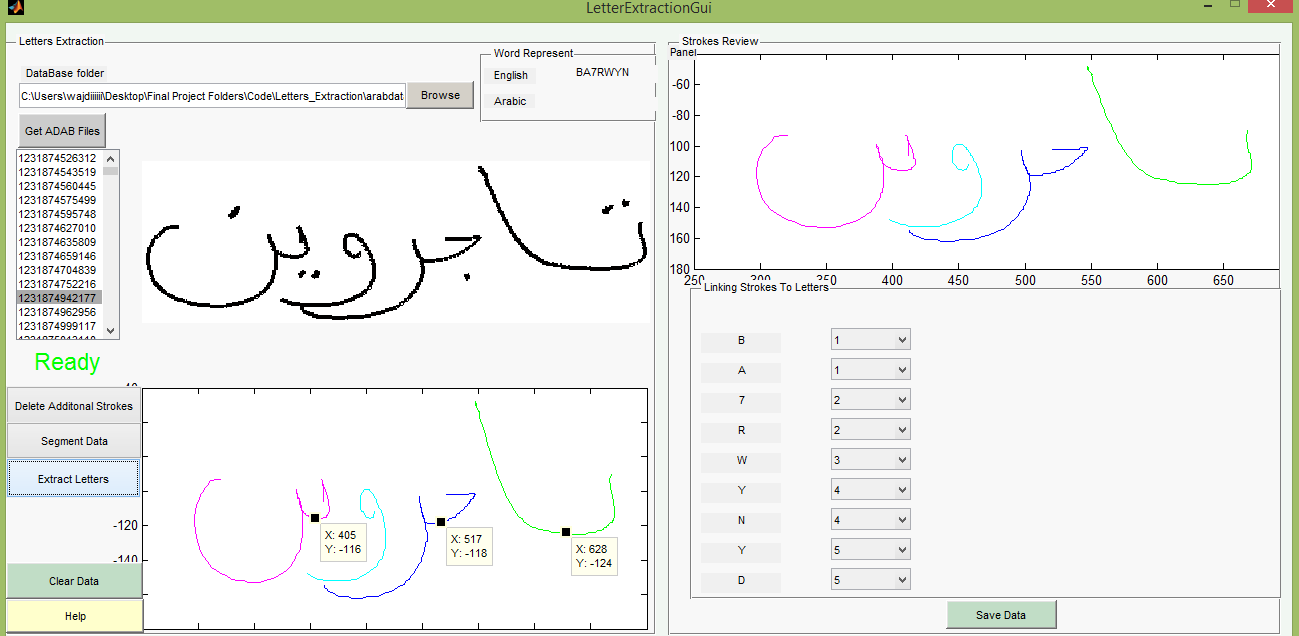 LetterExtractionGui
Letters Extraction
DataBase folder
C:\Users\wajdiiiiii\Desktop\Final Project Folders\Code\Letters_Extraction\arabdat
Browse
Get ADAB Files
Word Represent
English
BA7RWYN
Arabic
1231874526312
1231874543519
1231874560445
1231874575499
1231874595748
1231874627010
1231874635809
1231874659146
1231874704839
1231874752216
1231874942177
1231874962956
1231874999117
تاجروين
Ready
Delete Additonal Strokes
Segment Data
Extract Letters
Clear Data
Help
-120
-140
X: 405
Y: -116
X: 517
Y: -118
X: 628
Y: -124
Strokes Review
Panel
-60
-80
100
120
140
160
180
300
350
400
450
500
550
600
650
Linking Strokes To Letters
B 1
A 1
7 2
R 2
W 3
Y 4
N 4
Y 5
D 5
Save Data